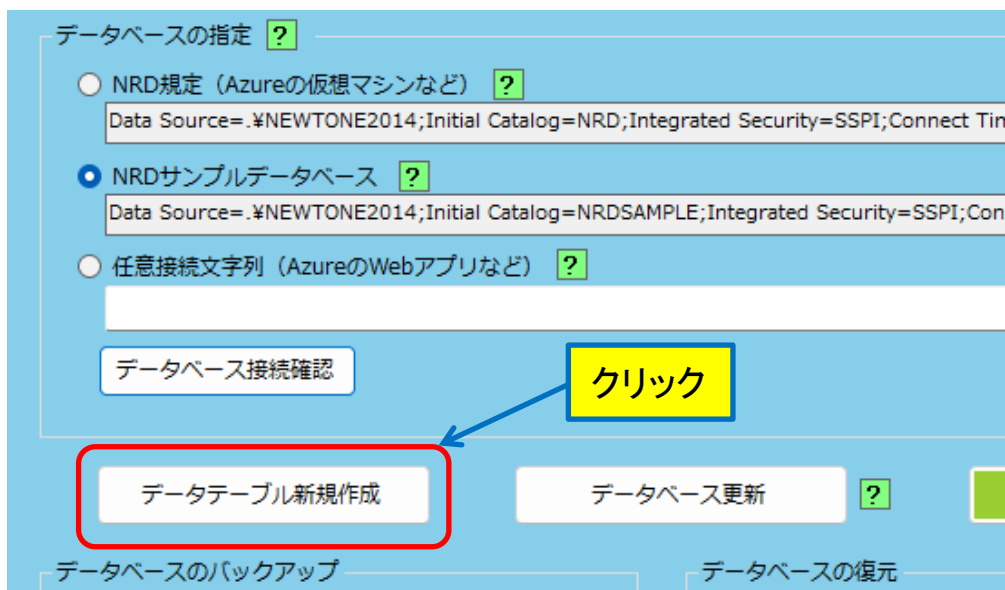 データベースの指定 ?
NRD規定（Azureの仮想マシンなど） ?
Data Source=.¥NEWTONE2014;Initial Catalog=NRD;Integrated Security=SSPI;Connect Tim
NRDサンプルデータベース ?
Data Source=.¥NEWTONE2014;Initial Catalog=NRDSAMPLE;Integrated Security=SSPI;Con
任意接続文字列（AzureのWebアプリなど） ?
データベース接続確認
クリック
データテーブル新規作成
データベース更新 ?
データベースのバックアップ
データベースの復元